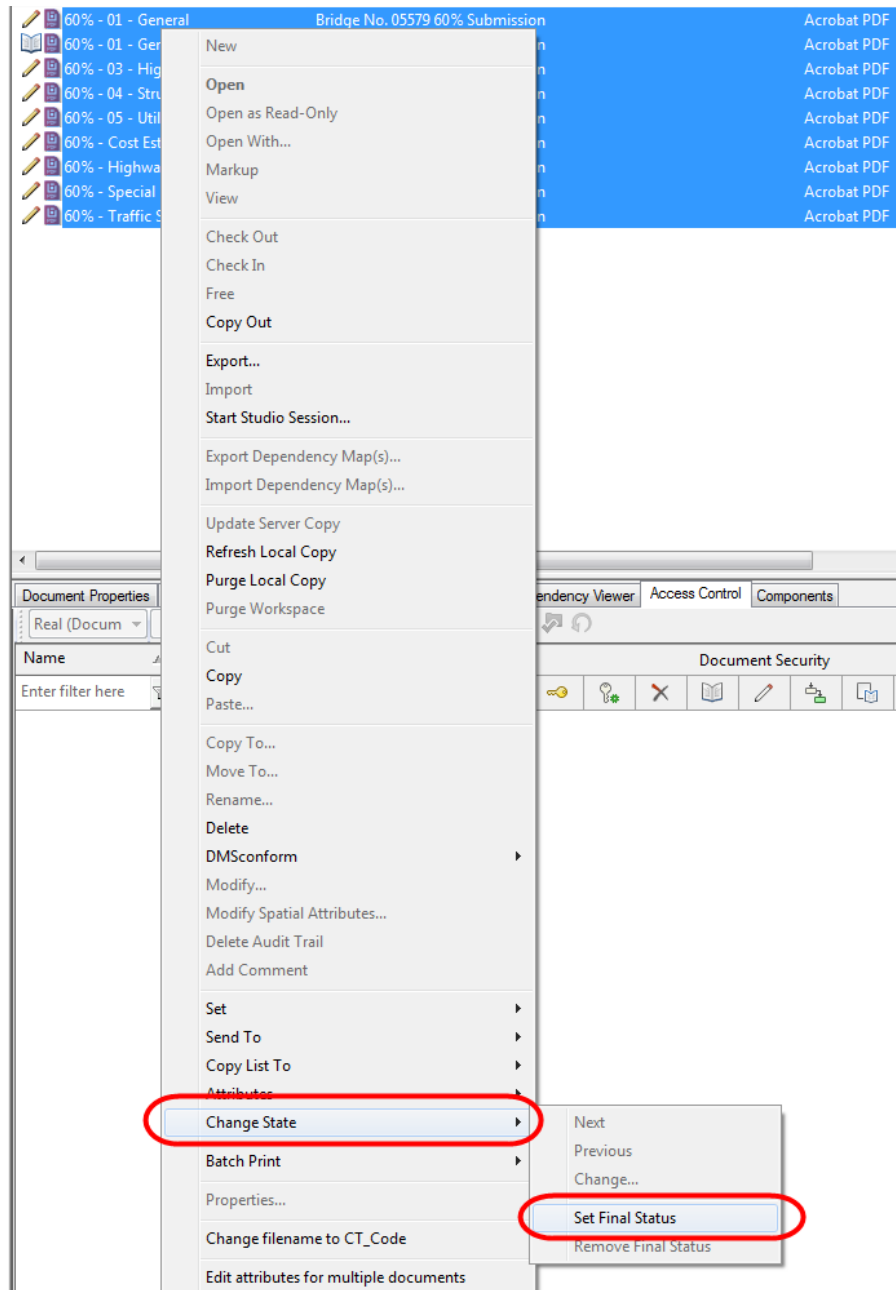 60% - 01 - General Bridge No. 05579 60% Submission Acrobat PDF
60% - 01 - Ger n Acrobat PDF
60% - 03 - Hig n Acrobat PDF
60% - 04 - Stru n Acrobat PDF
60% - 05 - Util n Acrobat PDF
60% - Cost Est n Acrobat PDF
60% - Highwa n Acrobat PDF
60% - Special n Acrobat PDF
60% - Traffic S n Acrobat PDF
New
Open
Open as Read-Only
Open With...
Markup
View
Check Out
Check In
Free
Copy Out
Export...
Import
Start Studio Session...
Export Dependency Map(s)...
Import Dependency Map(s)...
Update Server Copy
Refresh Local Copy
Purge Local Copy
Purge Workspace
Cut
Copy
Paste...
Copy To...
Move To...
Rename...
Delete
DMSconform
Modify...
Modify Spatial Attributes...
Delete Audit Trail
Add Comment
Set
Send To
Copy List To
Attributes
Change State
Batch Print
Properties...
Change filename to CT_Code
Edit attributes for multiple documents
Next
Previous
Change...
Set Final Status
Remove Final Status
Document Properties endency Viewer Access Control Components
Real (Docum
Name Document Security
Enter filter here